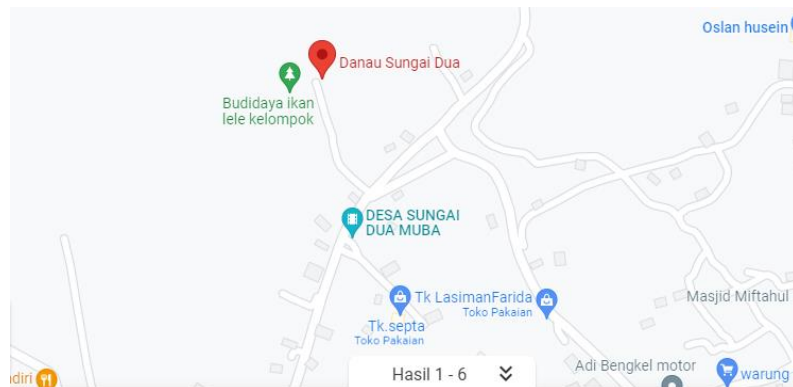 Oslan husein
Danau Sungai Dua
Budidaya ikan
lele kelompok
DESA SUNGAI
DUA MUBA
Tk LasimanFarida
Toko Pakaian
Masjid Miftahul
Tk.septa
Toko Pakaian
Hasil 1 - 6
Adi Bengkel motor
warung
diri